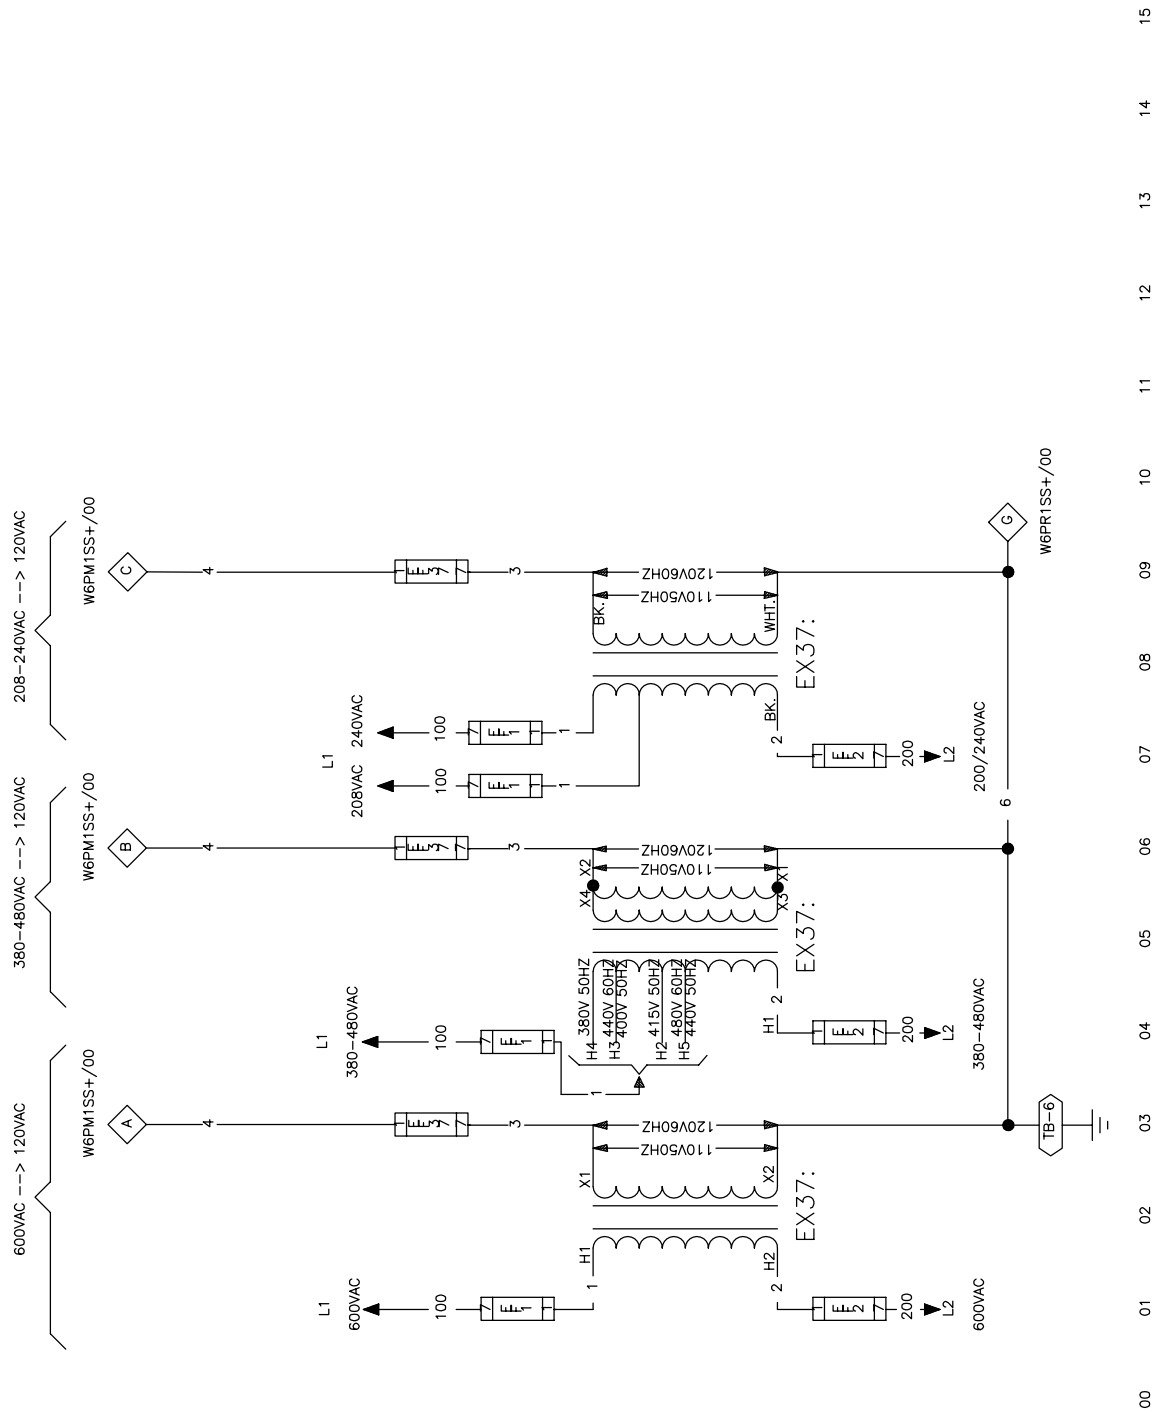 600VAC --> 120VAC
380-480VAC --> 120VAC
208-240VAC --> 120VAC
W6PM1SS+/00
W6PM1SS+/00
W6PM1SS+/00
A
B
C
4
4
4
L1
600VAC
100
L1
380-480VAC
100
L1
208VAC
240VAC
100
100
3
3
3
1
1
1
1
H1
X1
110V50HZ
120V60HZ
H2
X2
2
EX37:
H4
H3
H2
H5
380V 50HZ
440V 60HZ
400V 50HZ
415V 50HZ
480V 60HZ
440V 50HZ
X4
X2
110V50HZ
120V60HZ
X3
X1
H1
2
EX37:
BK.
110V50HZ
120V60HZ
BK.
WHT.
2
EX37:
200
L2
600VAC
200
L2
380-480VAC
200
L2
200/240VAC
6
TB-6
G
W6PR1SS+/00
00
01
02
03
04
05
06
07
08
09
10
11
12
13
14
15